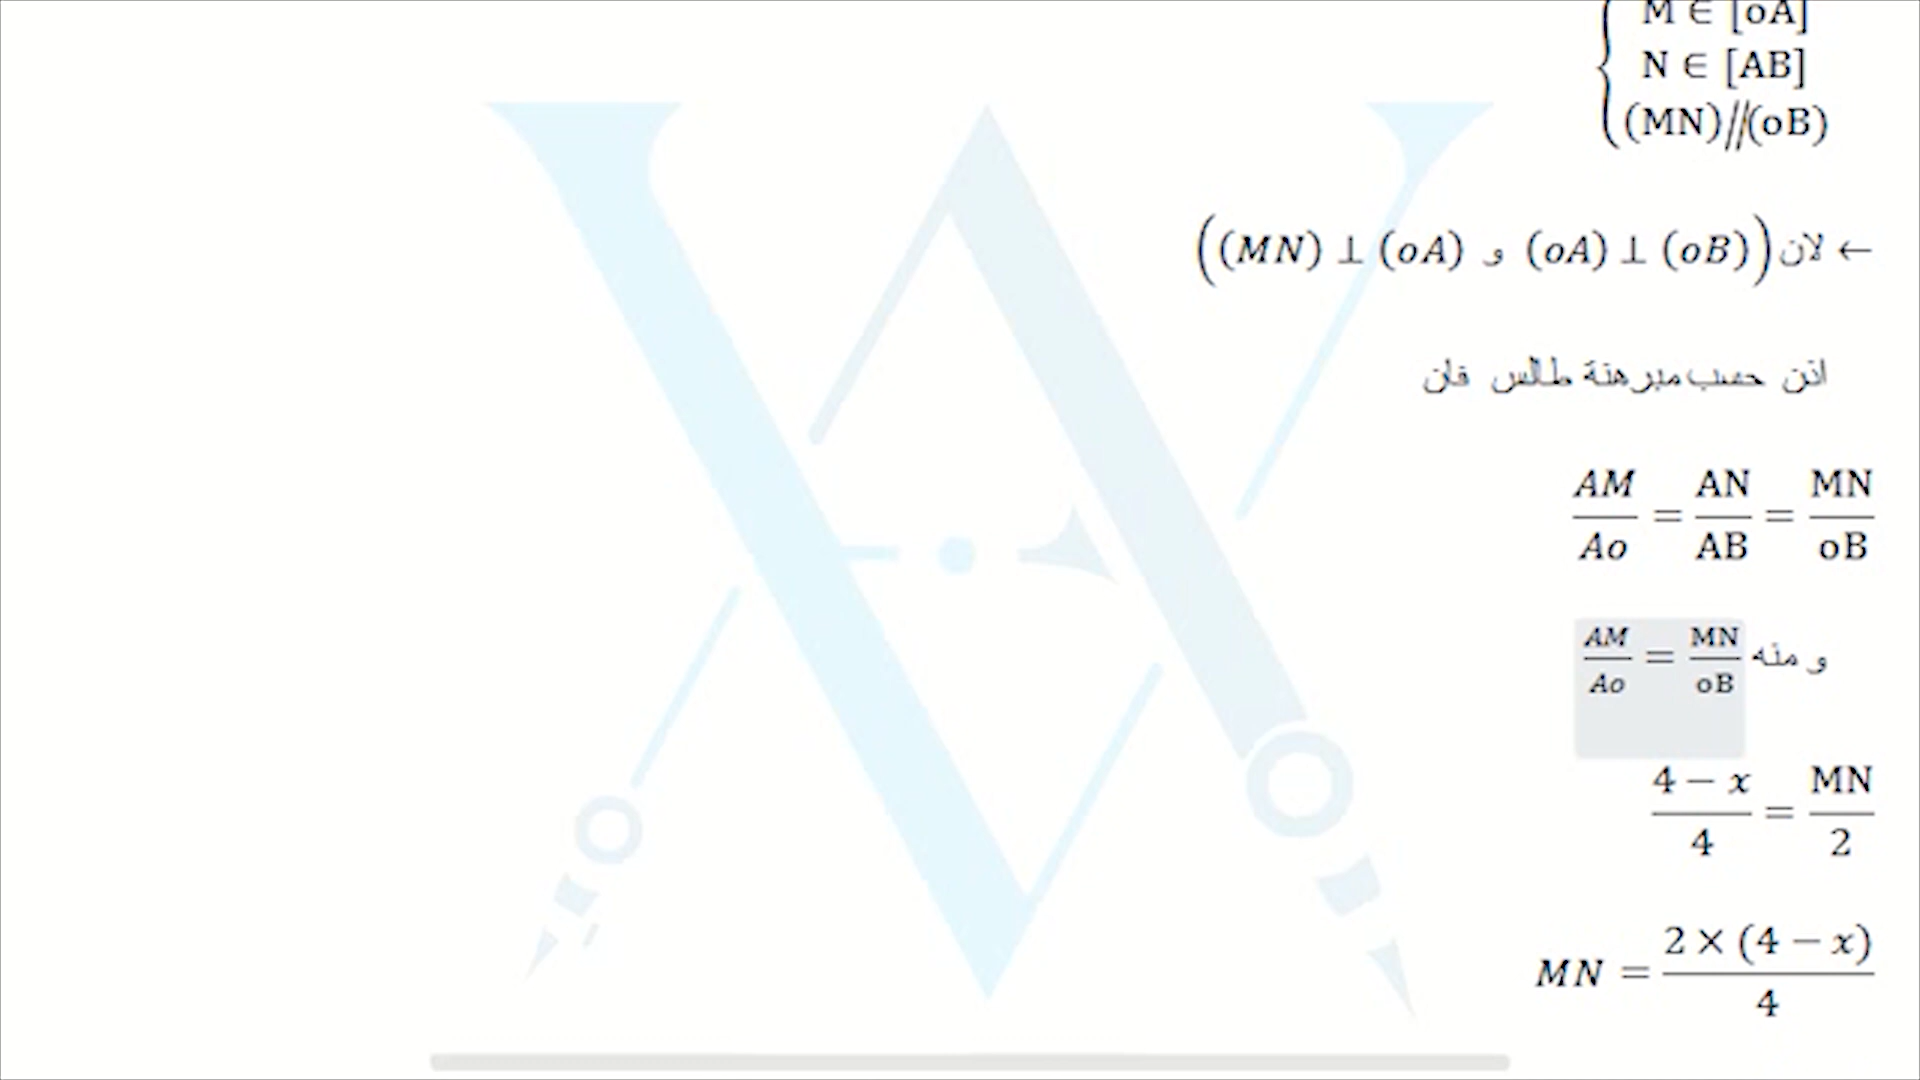 M ∈ [oA]
N ∈ [AB]
(MN)//(oB)
← لان ((MN) ⊥ (oA) و (oA) ⊥ (oB))
اذن حسب مبرهنة طالس فان
AM/Ao = AN/AB = MN/oB
و منه AM/Ao = MN/oB
4 − x/4 = MN/2
MN = 2 × (4 − x)/4